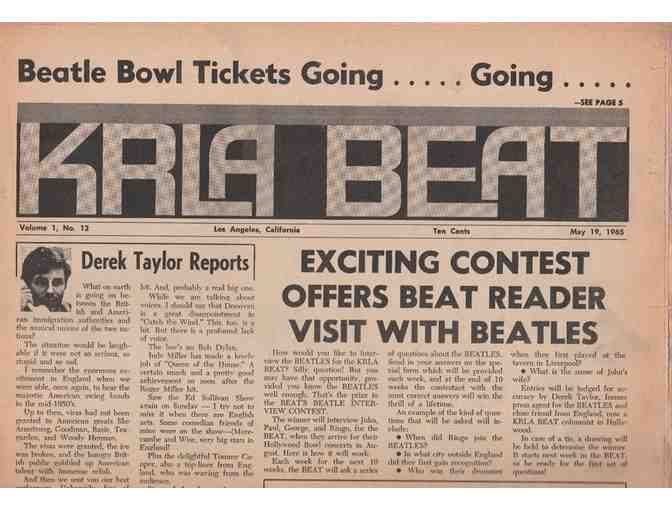 Beatle Bowl Tickets Going . . . . . Going . . . . .
—SEE PAGE 5
KRLA BEAT
Volume 1, No. 12 Los Angeles, California Ten Cents May 19, 1965
Derek Taylor Reports
What on earth
is going on be-
tween the Brit-
ish and Ameri-
can immigration authorities and
the musical unions of the two na-
tions?
The situation would be laugh-
able if it were not so serious, so
stupid and so sad.
I remember the enormous ex-
citement in England when we
were able, once again, to hear the
majestic American swing bands
in the mid-1950's.
Up to then, visas had not been
granted to American greats like
Armstrong, Goodman, Basie, Tea-
garden, and Woody Herman.
The visas were granted, the ice
was broken, and the hungry Brit-
ish public gobbled up American
talent with immense relish.
And then we sent you our best
hit. And, probably a real big one.
While we are talking about
voices, I should say that Donovan
is a great disappointment in
"Catch the Wind." This, too, is a
hit. But there is a profound lack
of voice.
The boy's no Bob Dylan.
Jody Miller has made a lovely
job of "Queen of the House." A
certain smash and a pretty good
achievement so soon after the
Roger Miller hit.
Saw the Ed Sullivan Show
again on Sunday — I try not to
miss it when there are English
acts. Some comedian friends of
mine were on the show—More-
cambe and Wise, very big stars in
England!
Plus the delightful Tommy Co-
oper, also a top-liner from Eng-
land, who was waving from the
audience.
EXCITING CONTEST
OFFERS BEAT READER
VISIT WITH BEATLES
How would you like to inter-
view the BEATLES for the KRLA
BEAT? Silly question! But you
may have that opportunity, pro-
vided you know the BEATLES
well enough. That's the prize in
the BEAT'S BEATLE INTER-
VIEW CONTEST.
The winner will interview John,
Paul, George, and Ringo, for the
BEAT, when they arrive for their
Hollywood Bowl concerts in Au-
gust. Here is how it will work:
Each week for the next 10
weeks, the BEAT will ask a series
of questions about the BEATLES.
Send in your answers on the spe-
cial form which will be provided
each week, and at the end of 10
weeks the contestant with the
most correct answers will win the
thrill of a lifetime.
An example of the kind of ques-
tions that will be asked will in-
clude:
● When did Ringo join the
BEATLES?
● In what city outside England
did they first gain recognition?
● Who was their drummer
when they first played at the
tavern in Liverpool?
● What is the name of John's
wife?
Entries will be judged for ac-
curacy by Derek Taylor, former
press agent for the BEATLES and
close friend from England, now a
KRLA BEAT columnist in Holly-
wood.
In case of a tie, a drawing will
be held to determine the winner.
It starts next week in the BEAT,
so be ready for the first set of
questions!